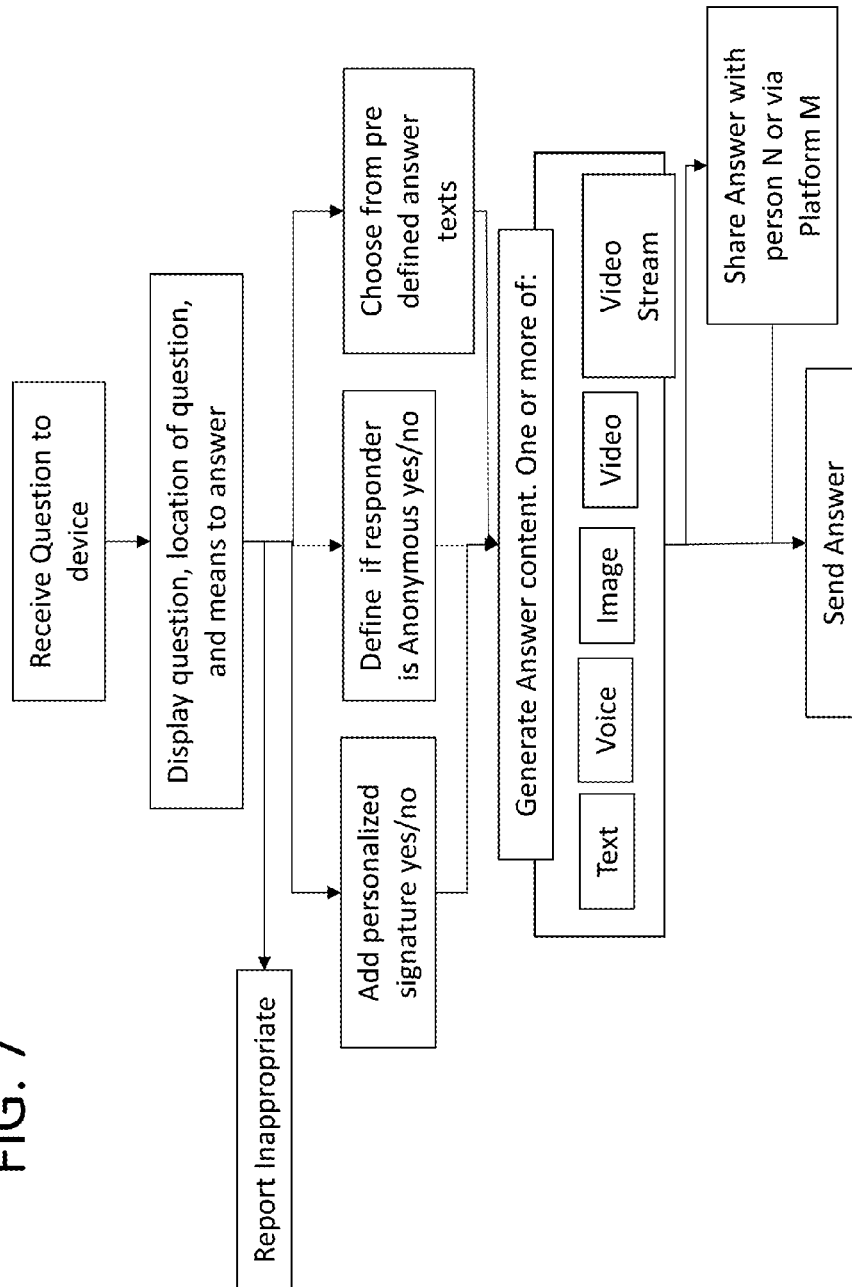 FIG. 7
Receive Question to
device
Display question, location of question,
and means to answer
Report Inappropriate
Add personalized
signature yes/no
Define if responder
is Anonymous yes/no
Choose from pre
defined answer
texts
Generate Answer content. One or more of:
Text
Voice
Image
Video
Video
Stream
Share Answer with
person N or via
Platform M
Send Answer